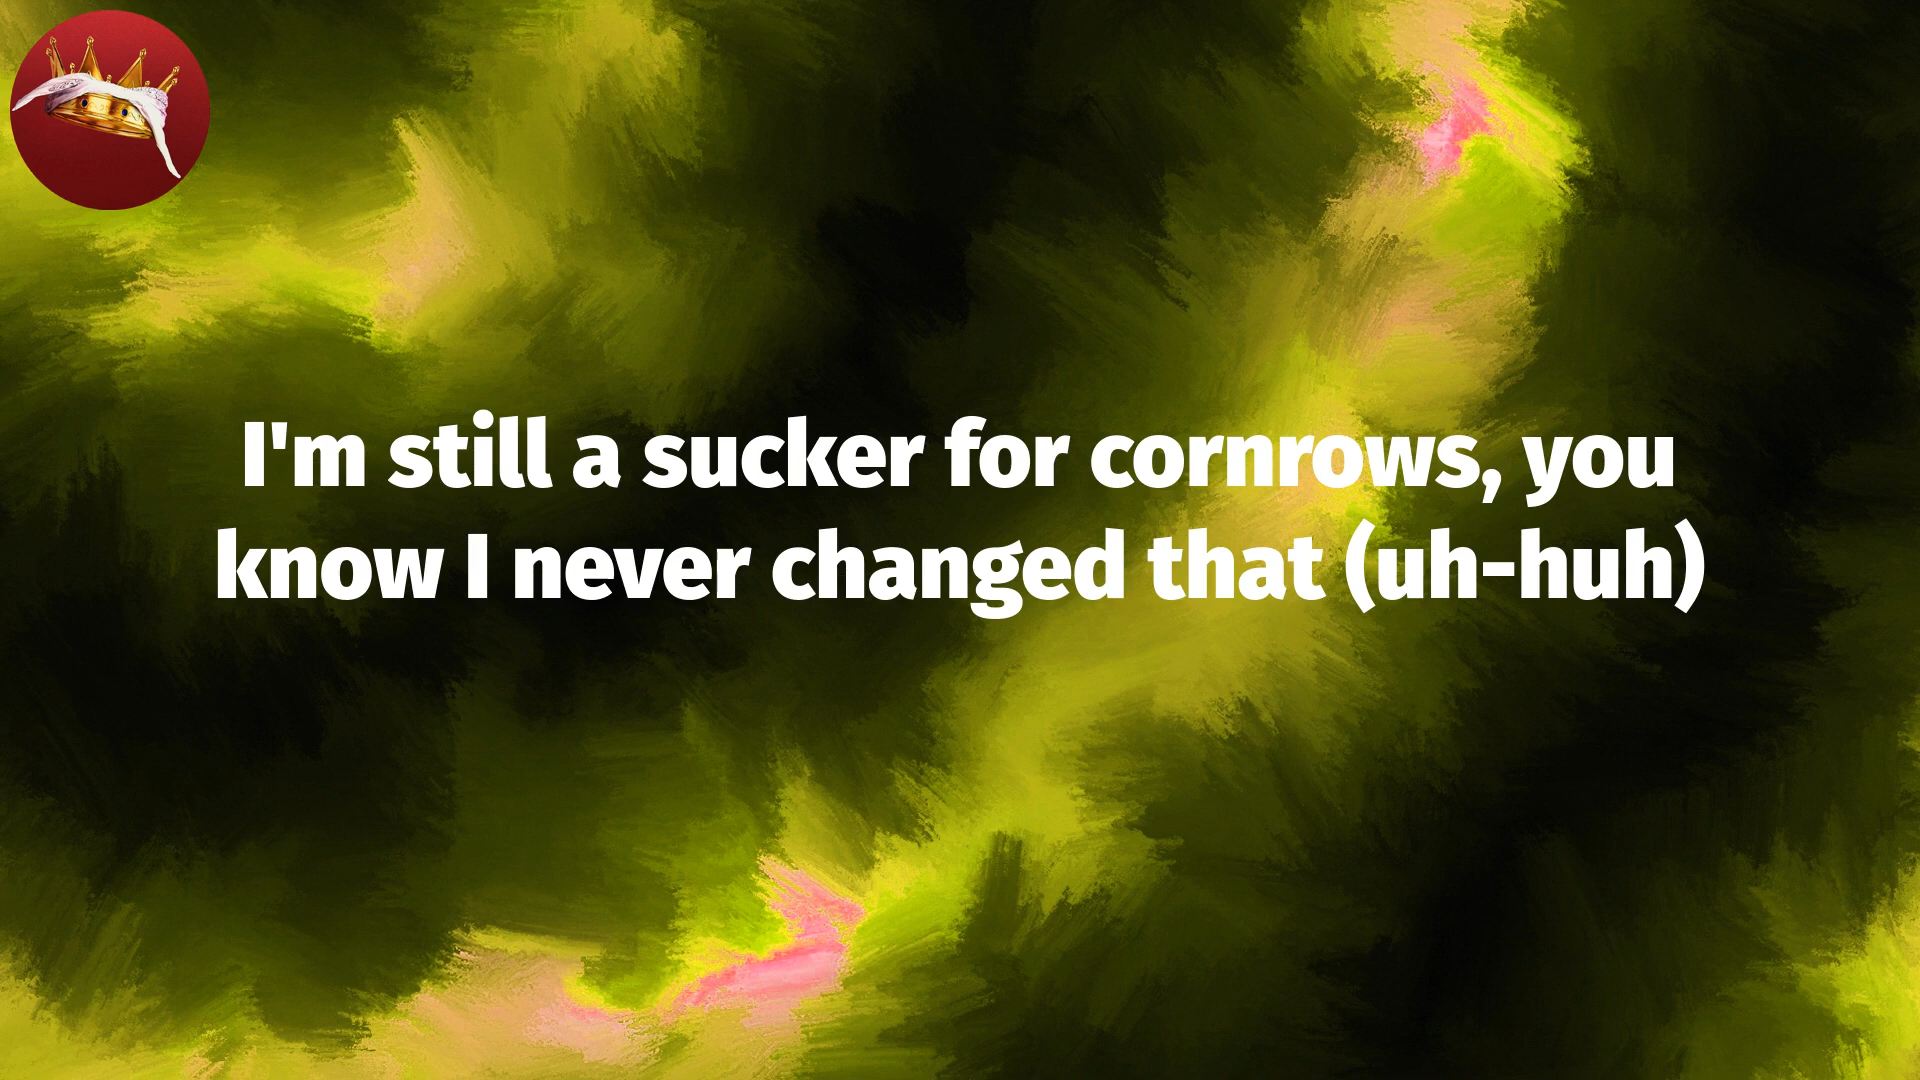 I'm still a sucker for cornrows, you
know I never changed that (uh-huh)